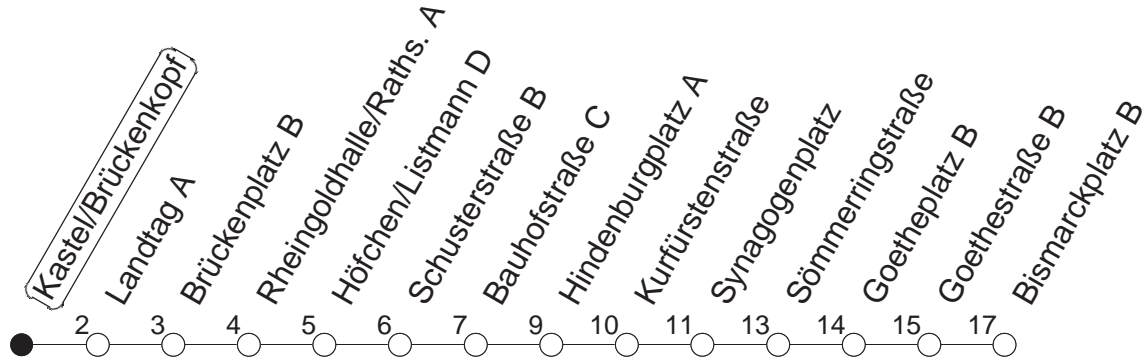 Kastel/Brückenkopf
Landtag A
Brückenplatz B
Rheingoldhalle/Raths. A
Höfchen/Listmann D
Schusterstraße B
Bauhofstraße C
Hindenburgplatz A
Kurfürstenstraße
Synagogenplatz
Sömmerringstraße
Goetheplatz B
Goethestraße B
Bismarckplatz B
2 3 4 5 6 7 9 10 11 13 14 15 17